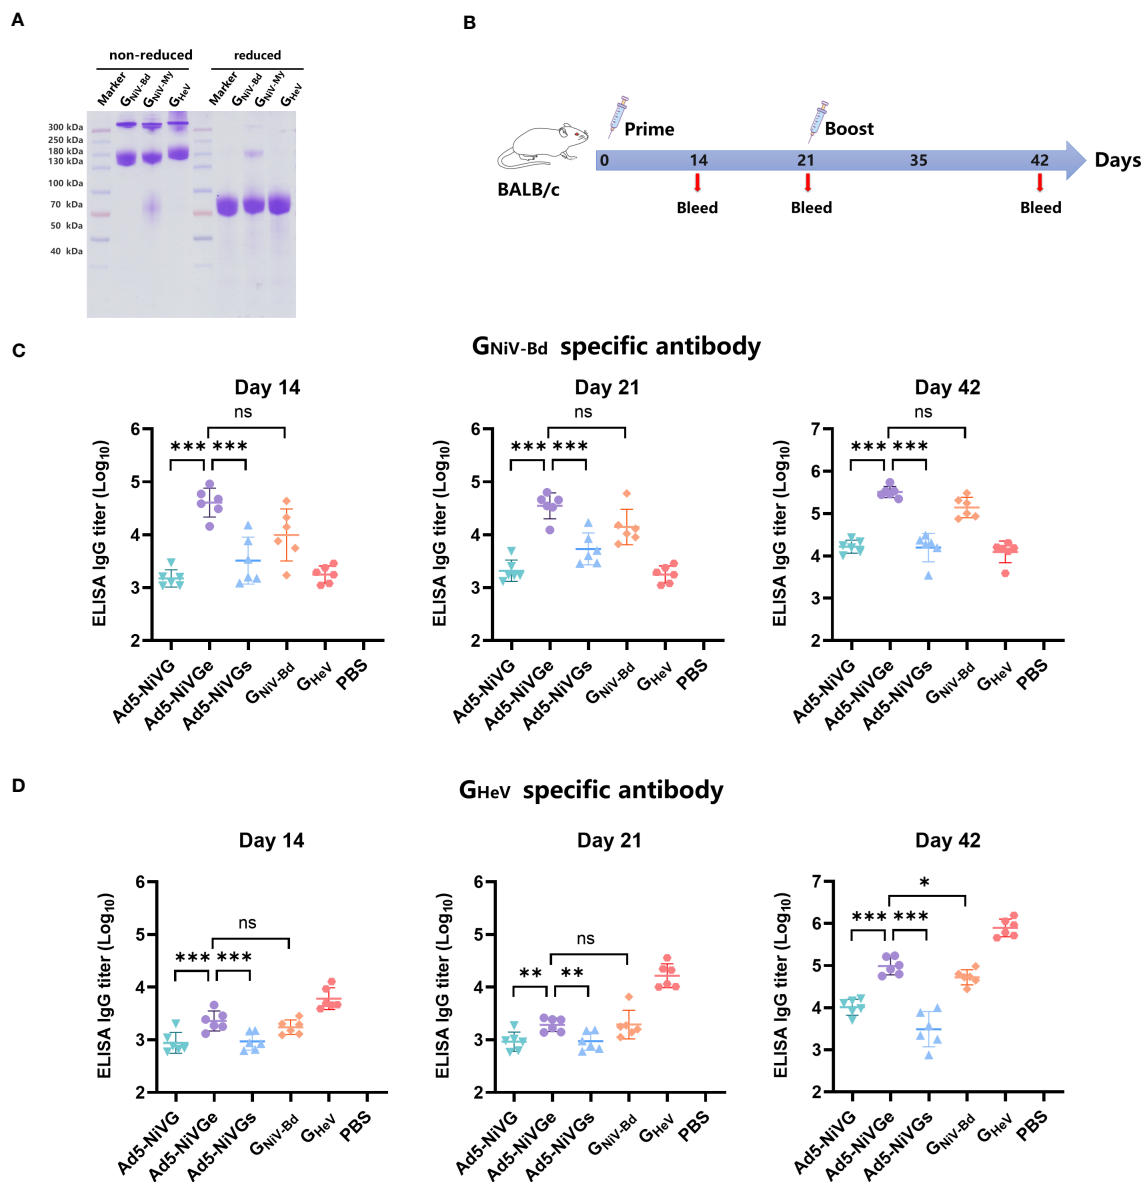 A
non-reduced reduced
Marker GNiV-Bd GNiV-My GHeV Marker GNiV-Bd GNiV-My GHeV
300 kDa
250 kDa
180 kDa
130 kDa
100 kDa
70 kDa
50 kDa
40 kDa
B
Prime Boost
0 14 21 35 42 Days
BALB/c
Bleed Bleed Bleed
C
GNiV-Bd specific antibody
Day 14
ELISA IgG titer (Log10)
6
5
4
3
2
ns
*** ***
Ad5-NiVG Ad5-NiVGe Ad5-NiVGs GNiV-Bd GHeV PBS
Day 21
ELISA IgG titer (Log10)
6
5
4
3
2
ns
*** ***
Ad5-NiVG Ad5-NiVGe Ad5-NiVGs GNiV-Bd GHeV PBS
Day 42
ELISA IgG titer (Log10)
7
6
5
4
3
2
ns
*** ***
Ad5-NiVG Ad5-NiVGe Ad5-NiVGs GNiV-Bd GHeV PBS
D
GHeV specific antibody
Day 14
ELISA IgG titer (Log10)
6
5
4
3
2
ns
*** ***
Ad5-NiVG Ad5-NiVGe Ad5-NiVGs GNiV-Bd GHeV PBS
Day 21
ELISA IgG titer (Log10)
6
5
4
3
2
ns
** **
Ad5-NiVG Ad5-NiVGe Ad5-NiVGs GNiV-Bd GHeV PBS
Day 42
ELISA IgG titer (Log10)
7
6
5
4
3
2
*
*** ***
Ad5-NiVG Ad5-NiVGe Ad5-NiVGs GNiV-Bd GHeV PBS